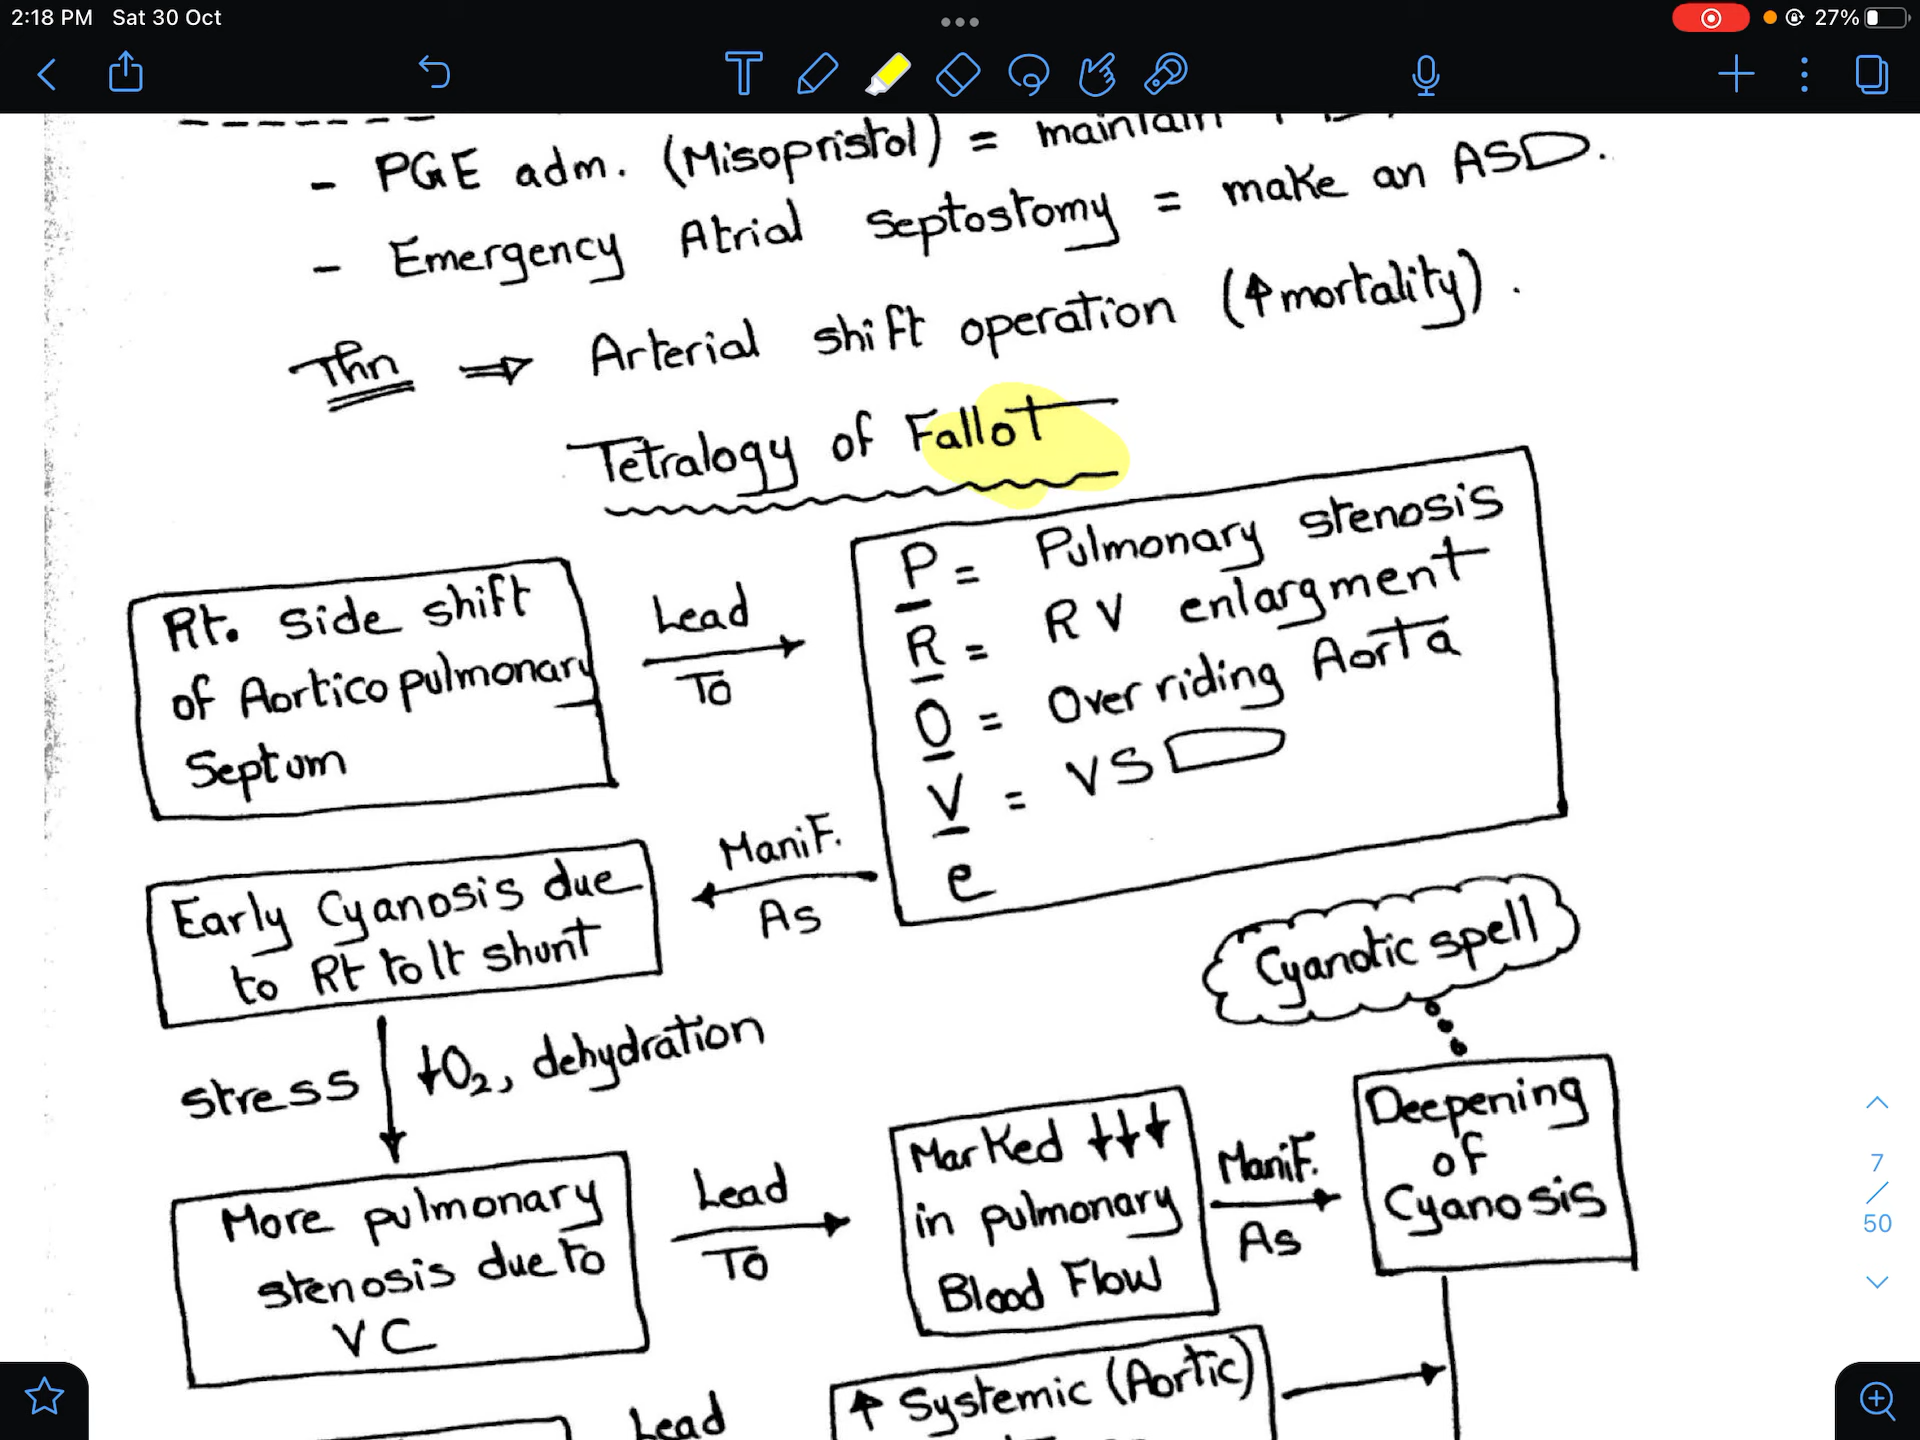 2:18 PM Sat 30 Oct
27%
- PGE adm. (Misopristol) = maintain
- Emergency Atrial septostomy = make an ASD.
Thn ⇒ Arterial shift operation (↑mortality).
Tetralogy of Fallot
Rt. side shift
of Aortico pulmonary
Septum
Lead
To
P = Pulmonary stenosis
R = RV enlargment
O = Over riding Aorta
V = VSD
e
Manif.
As
Early Cyanosis due
to Rt to lt shunt
Cyanotic spell
stress ↓O2, dehydration
More pulmonary
stenosis due to
VC
Lead
To
Marked ↓↓↓
in pulmonary
Blood Flow
Manif.
As
Deepening
of
Cyanosis
7
/
50
Lead
↑ Systemic (Aortic)